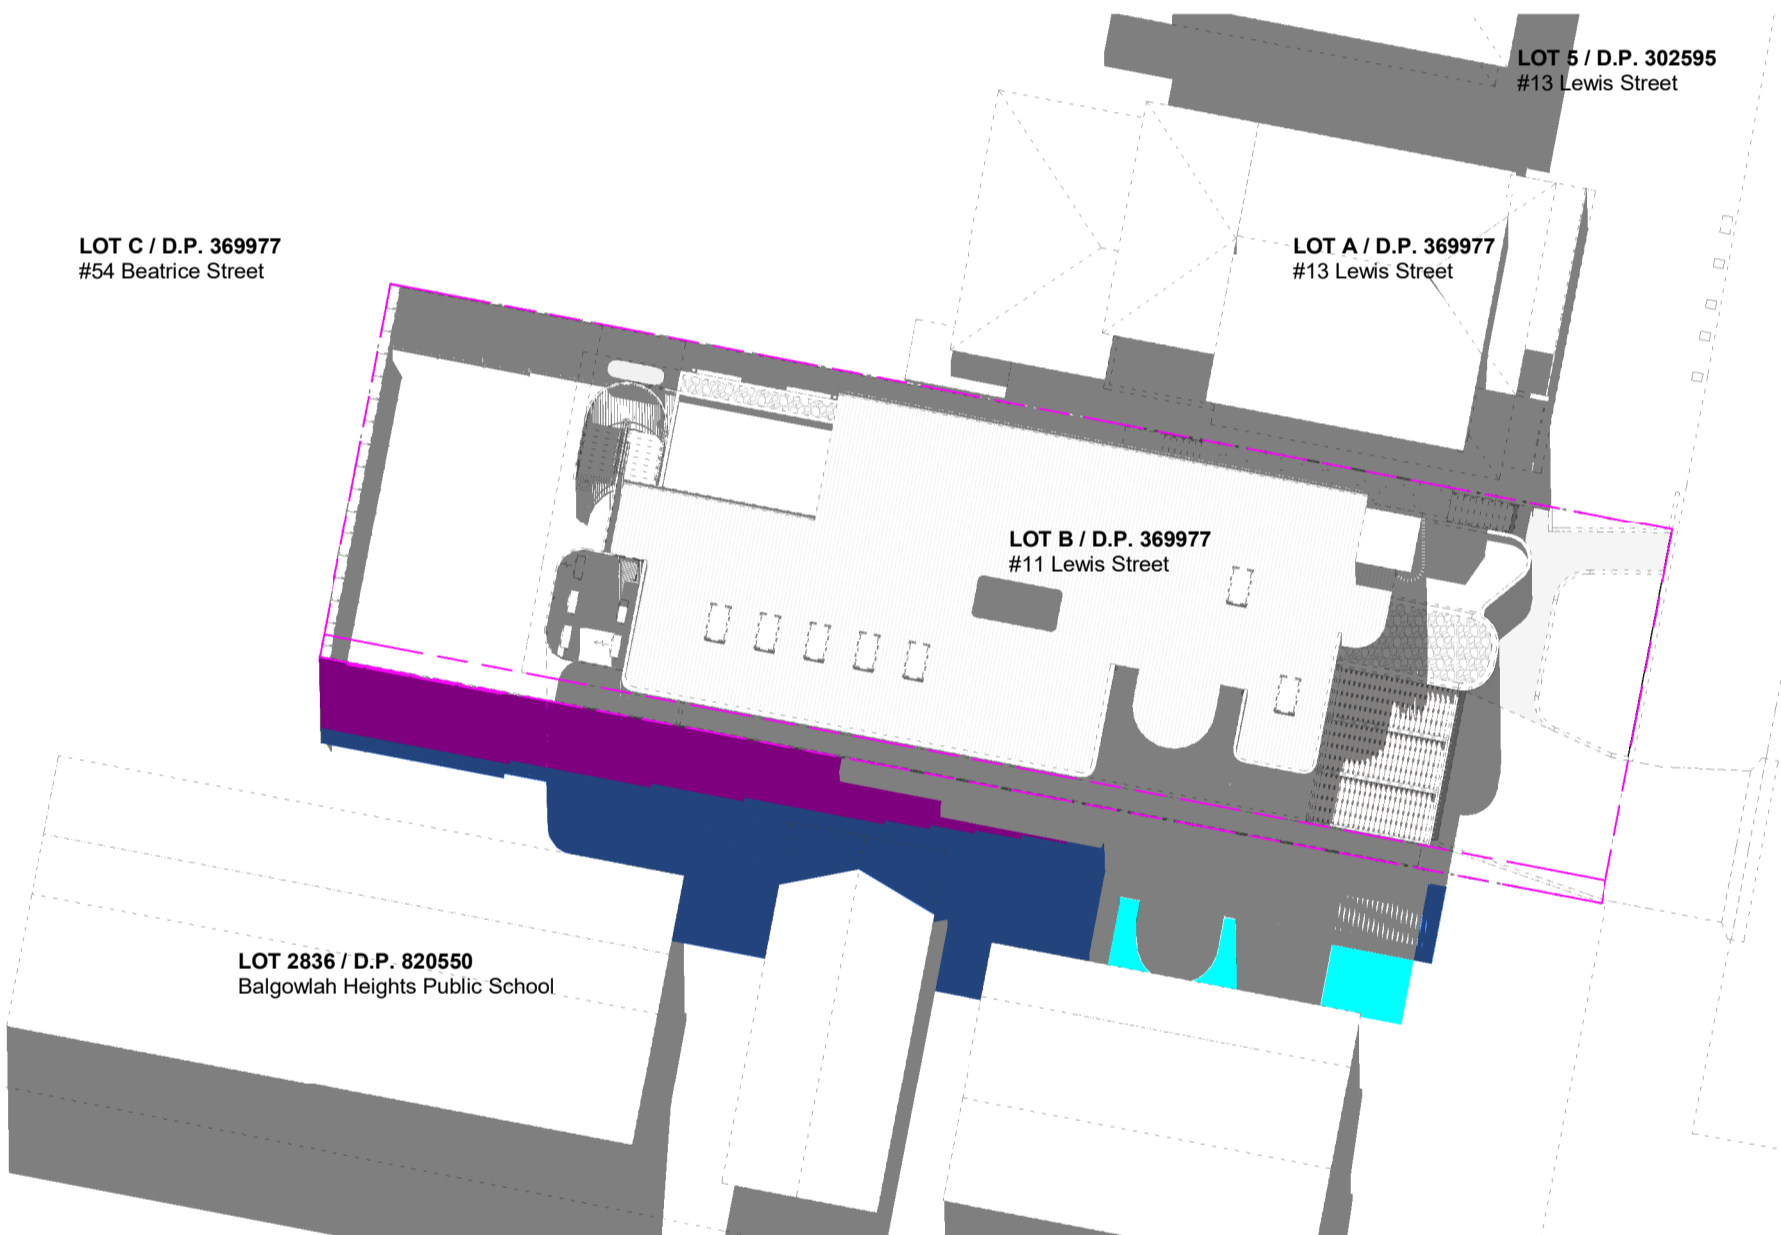 LOT 5 / D.P. 302595
#13 Lewis Street
LOT C / D.P. 369977
#54 Beatrice Street
LOT A / D.P. 369977
#13 Lewis Street
LOT B / D.P. 369977
#11 Lewis Street
LOT 2836 / D.P. 820550
Balgowlah Heights Public School